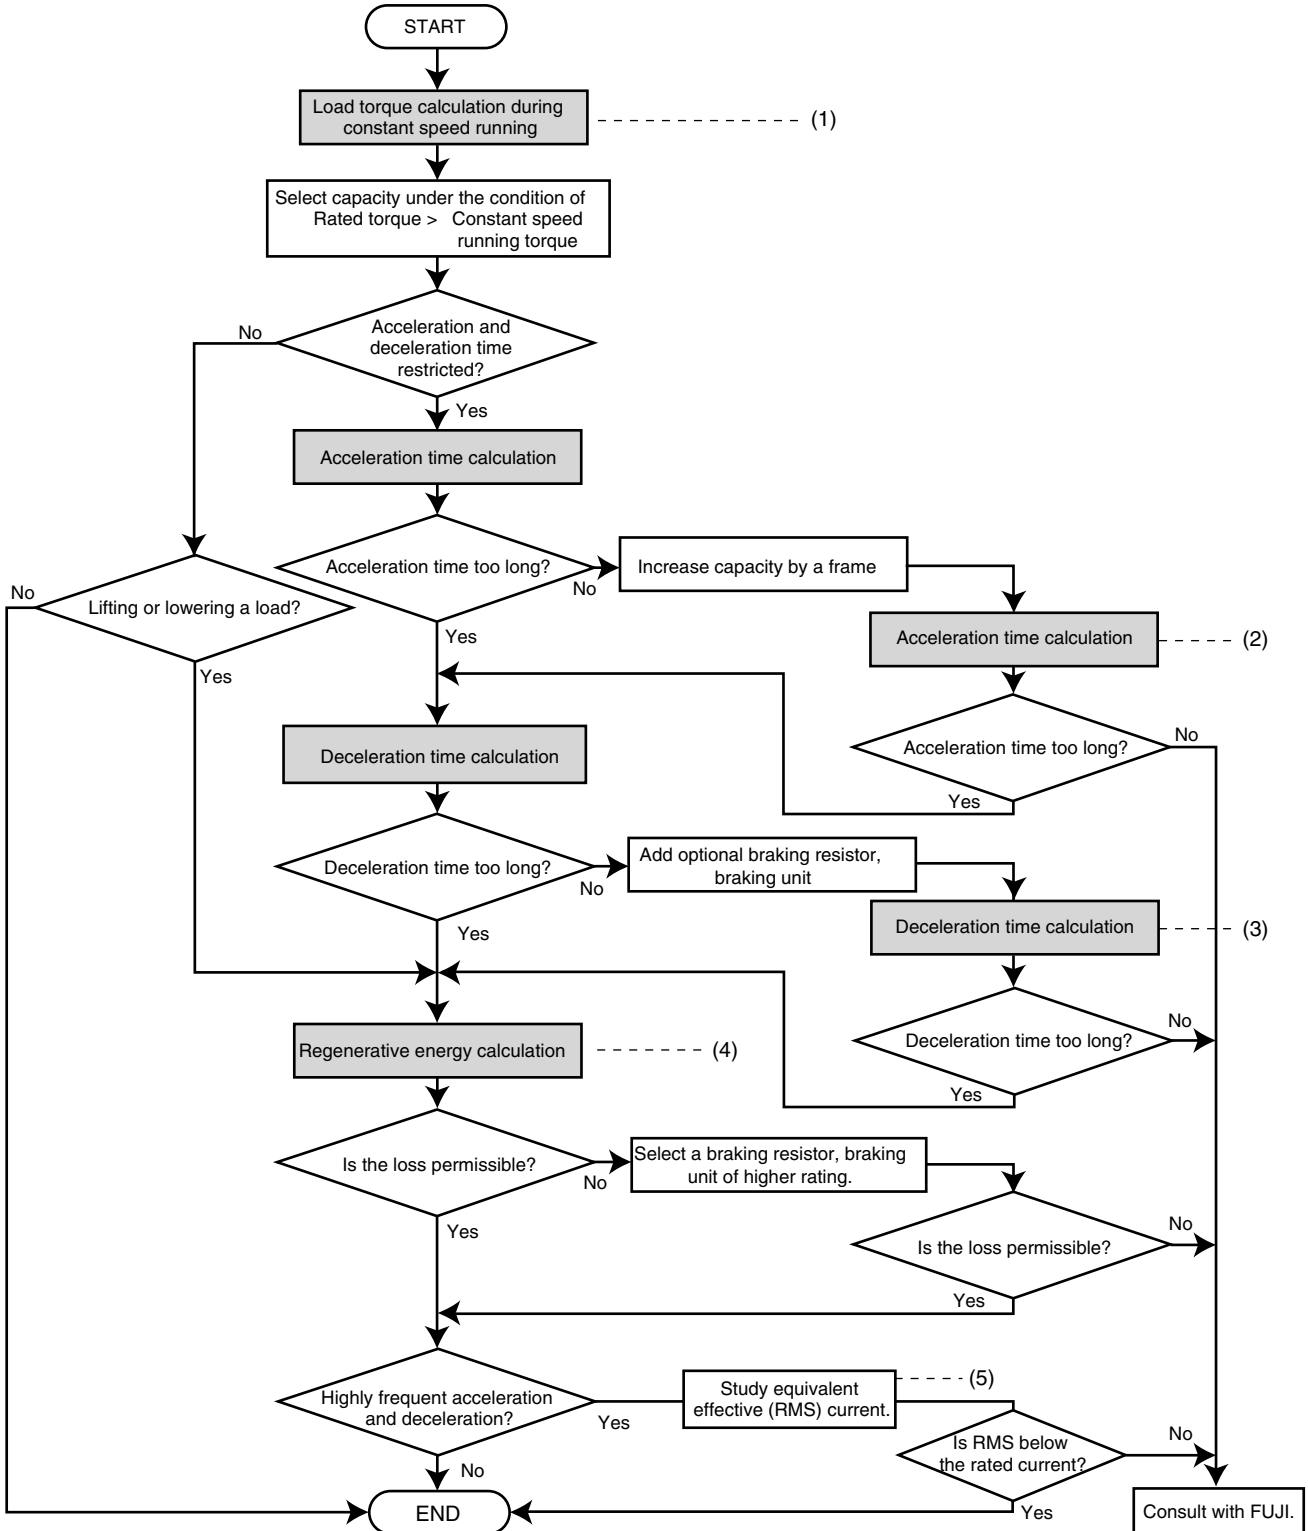 START
Load torque calculation during
constant speed running
(1)
Select capacity under the condition of
Rated torque > Constant speed
running torque
No
Acceleration and
deceleration time
restricted?
Yes
Acceleration time calculation
Acceleration time too long?
No
Increase capacity by a frame
No
Lifting or lowering a load?
Yes
Yes
Acceleration time calculation
(2)
Acceleration time too long?
No
Yes
Deceleration time calculation
Deceleration time too long?
No
Add optional braking resistor,
braking unit
Yes
Deceleration time calculation
(3)
Deceleration time too long?
No
Yes
Regenerative energy calculation
(4)
Is the loss permissible?
No
Select a braking resistor, braking
unit of higher rating.
Yes
Is the loss permissible?
No
Yes
Highly frequent acceleration
and deceleration?
Yes
Study equivalent
effective (RMS) current.
(5)
Is RMS below
the rated current?
No
Yes
No
END
Consult with FUJI.